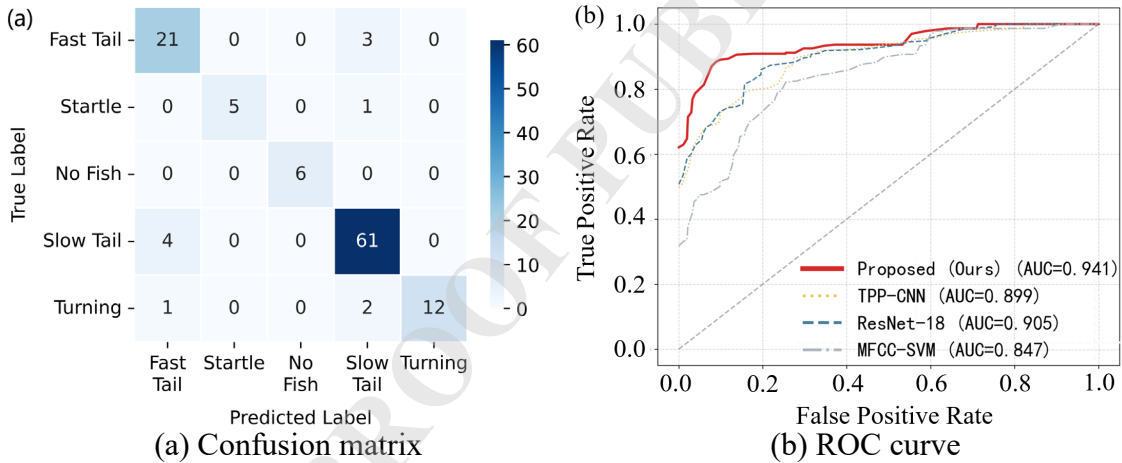 (a)
Fast Tail
21 0 0 3 0
Startle
0 5 0 1 0
No Fish
0 0 6 0 0
Slow Tail
4 0 0 61 0
Turning
1 0 0 2 12
True Label
Fast Tail
Startle
No Fish
Slow Tail
Turning
Predicted Label
60
50
40
30
20
10
0
(a) Confusion matrix
(b)
1.0
0.8
0.6
0.4
0.2
0.0
True Positive Rate
Proposed (Ours) (AUC=0.941)
TPP-CNN (AUC=0.899)
ResNet-18 (AUC=0.905)
MFCC-SVM (AUC=0.847)
0.0 0.2 0.4 0.6 0.8 1.0
False Positive Rate
(b) ROC curve
PROOF